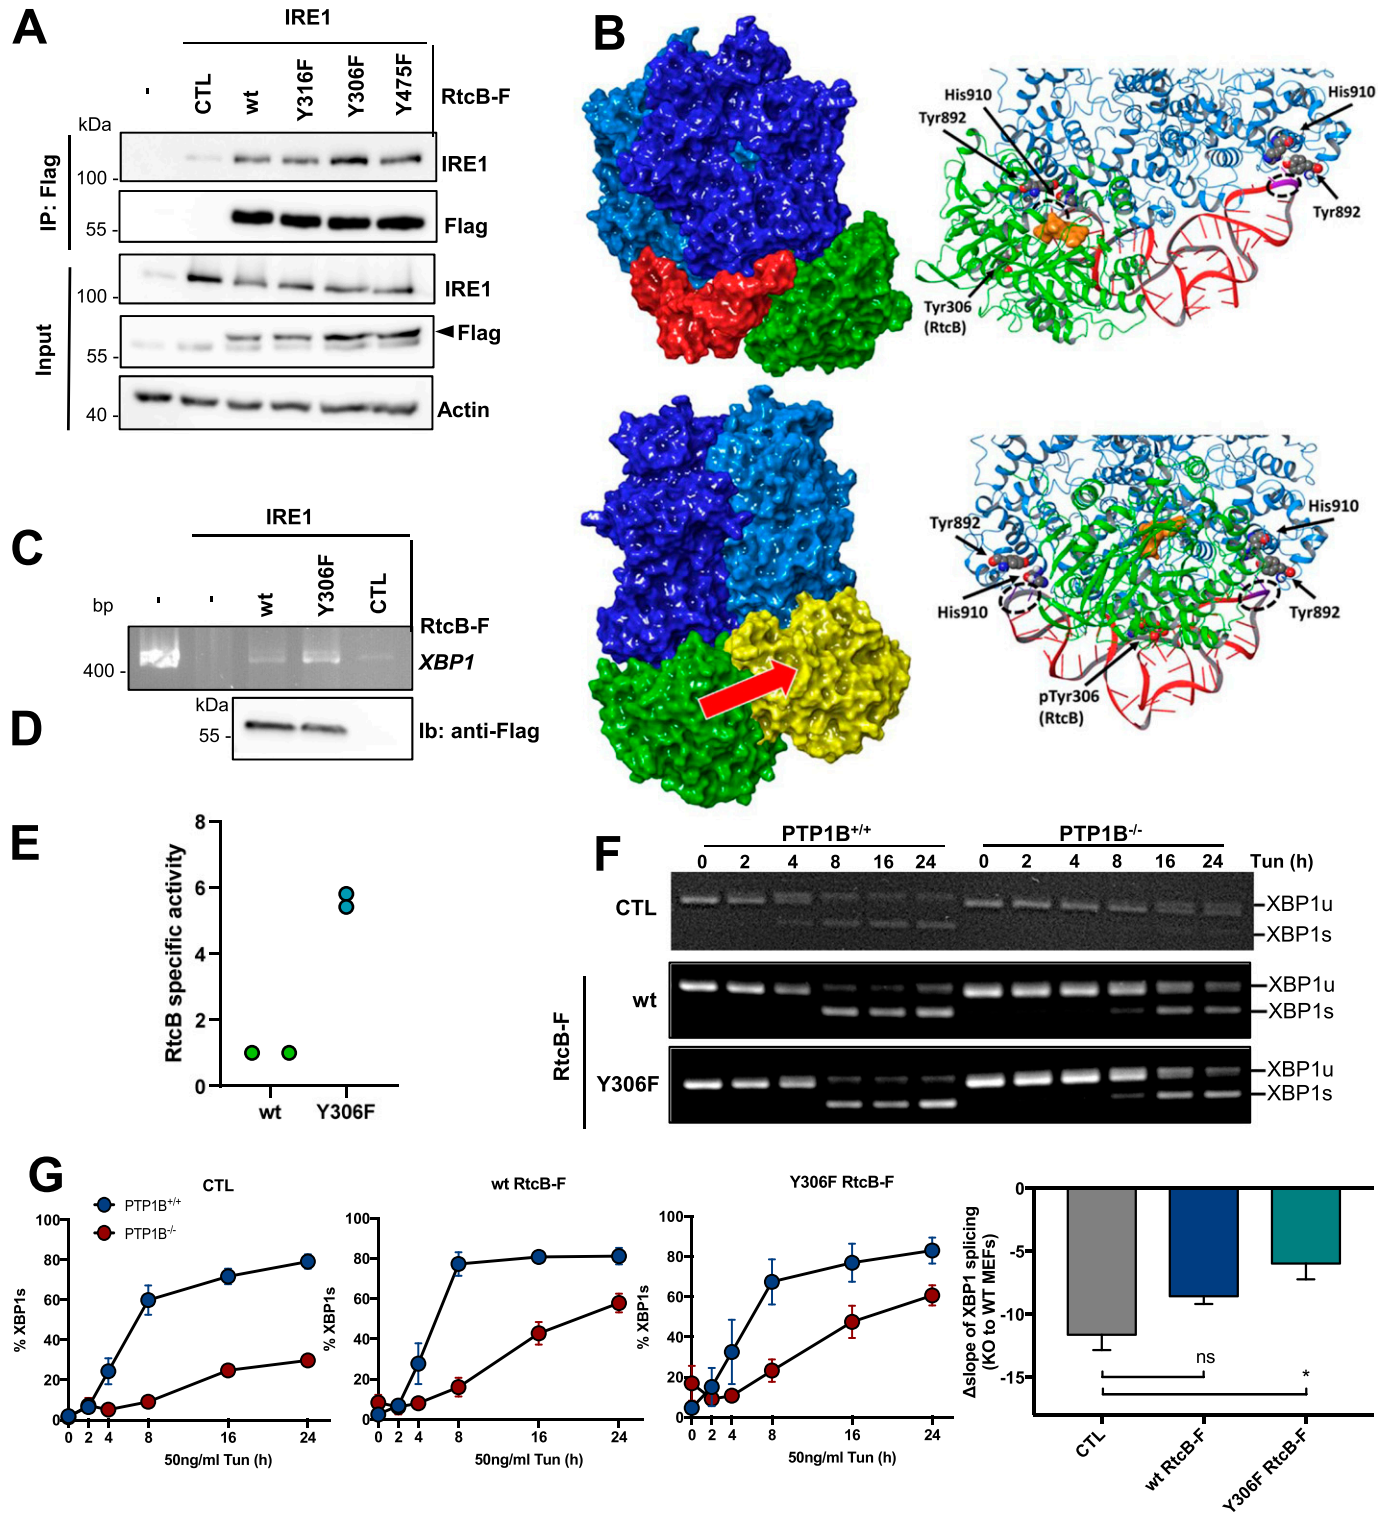 A
IRE1
- CTL wt Y316F Y306F Y475F RtcB-F
kDa
IP: Flag
100 - IRE1
55 - Flag
Input
100 - IRE1
55 - Flag
40 - Actin
B
His910
Tyr892
His910
Tyr892
Tyr306
(RtcB)
Tyr892
His910
His910
Tyr892
pTyr306
(RtcB)
C
IRE1
- - wt Y306F CTL RtcB-F
bp
400 - XBP1
D
kDa
55 - Ib: anti-Flag
E
RtcB specific activity
8
6
4
2
0
wt Y306F
F
PTP1B+/+ PTP1B-/-
0 2 4 8 16 24 0 2 4 8 16 24 Tun (h)
CTL
XBP1u
XBP1s
RtcB-F
wt
XBP1u
XBP1s
Y306F
XBP1u
XBP1s
G
CTL
PTP1B+/+
PTP1B-/-
% XBP1s
100
80
60
40
20
0
0 2 4 8 16 24
50ng/ml Tun (h)
wt RtcB-F
% XBP1s
100
80
60
40
20
0
0 2 4 8 16 24
50ng/ml Tun (h)
Y306F RtcB-F
% XBP1s
100
80
60
40
20
0
0 2 4 8 16 24
50ng/ml Tun (h)
Δslope of XBP1 splicing
(KO to WT MEFs)
0
-5
-10
-15
ns
*
CTL
wt RtcB-F
Y306F RtcB-F